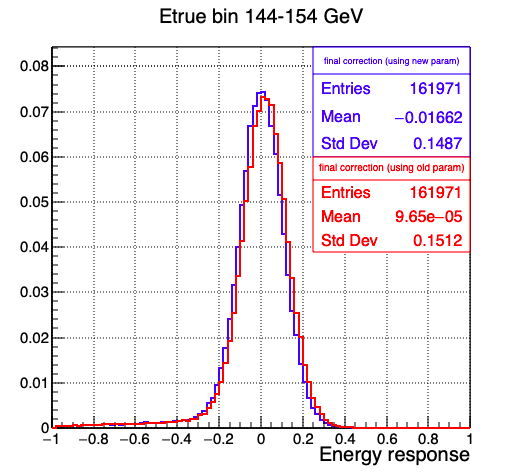 Etrue bin 144-154 GeV
final correction (using new param)
Entries 161971
Mean −0.01662
Std Dev 0.1487
final correction (using old param)
Entries 161971
Mean 9.65e−05
Std Dev 0.1512
0.08
0.07
0.06
0.05
0.04
0.03
0.02
0.01
0
−1 −0.8 −0.6 −0.4 −0.2 0 0.2 0.4 0.6 0.8 1
Energy response